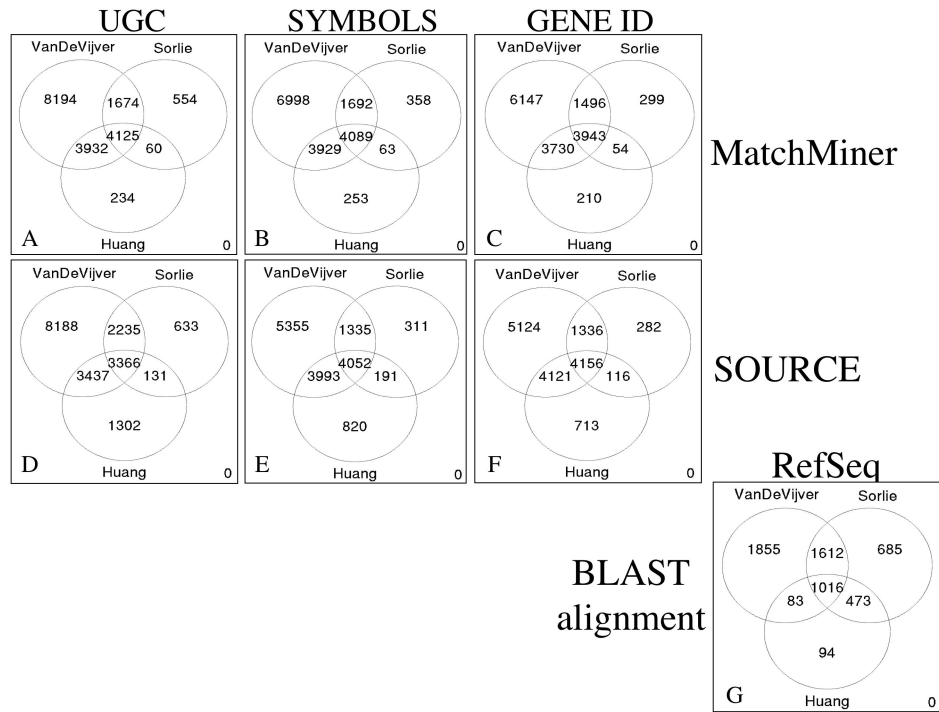 UGC SYMBOLS GENE ID
VanDeVijver Sorlie VanDeVijver Sorlie VanDeVijver Sorlie
8194 1674 554 6998 1692 358 6147 1496 299
4125 4089 3943
3932 60 3929 63 3730 54
MatchMiner
234 253 210
A B C
Huang 0 Huang 0 Huang 0
VanDeVijver Sorlie VanDeVijver Sorlie VanDeVijver Sorlie
8188 2235 633 5355 1335 311 5124 1336 282
3366 4052 4156
3437 131 3993 191 4121 116
SOURCE
1302 820 713
D E F
Huang 0 Huang 0 Huang 0
RefSeq
VanDeVijver Sorlie
1855 1612 685
BLAST
alignment
1016
83 473
94
G
Huang 0